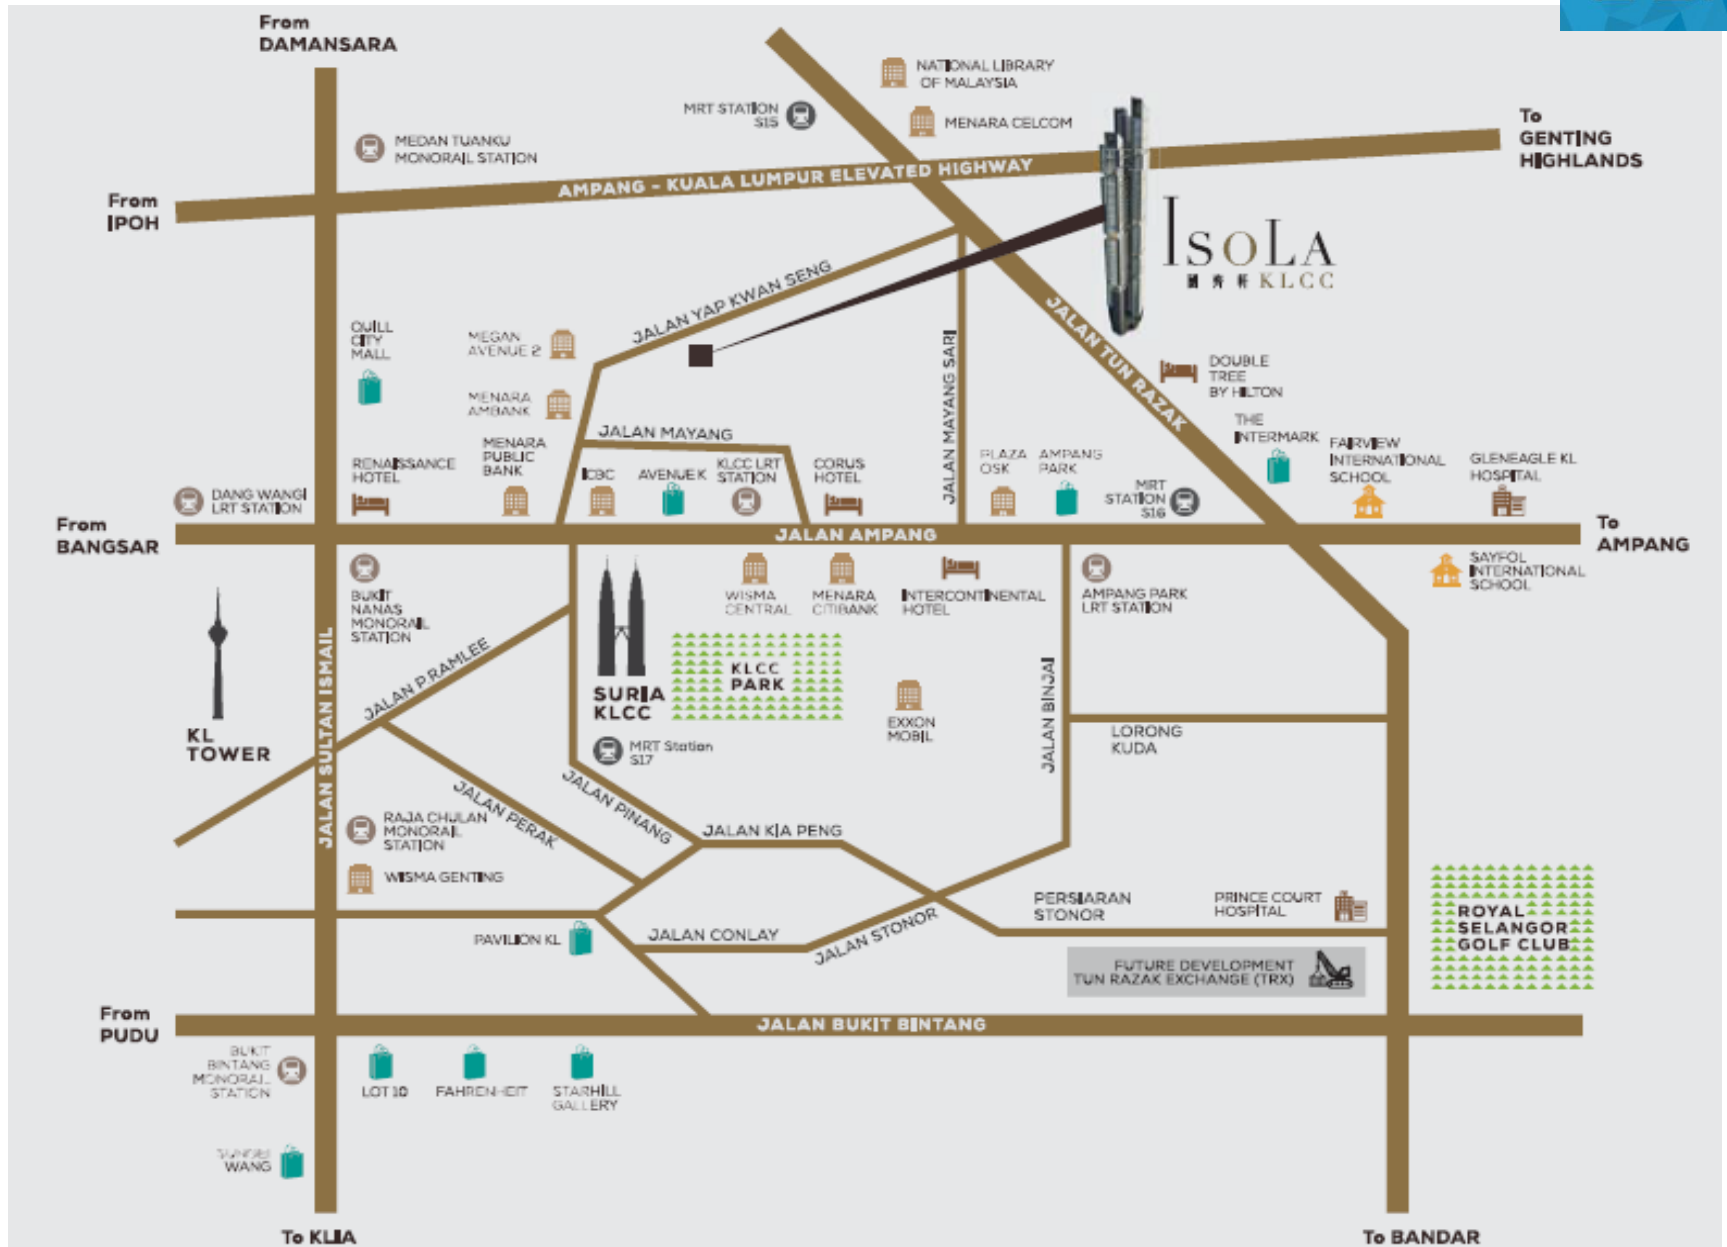 From
DAMANSARA
NATIONAL LIBRARY
OF MALAYSIA
MRT STATION
S15
MENARA CELCOM
To
GENTING
HIGHLANDS
MEDAN TUANKU
MONORAIL STATION
AMPANG - KUALA LUMPUR ELEVATED HIGHWAY
From
IPOH
ISOLA
KLCC
JALAN YAP KWAN SENG
JALAN TUN RAZAK
JALAN MAYANG SARI
QUILL
CITY
MALL
MEGAN
AVENUE 2
DOUBLE
TREE
BY HILTON
MENARA
AMBANK
JALAN MAYANG
THE
INTERMARK
MENARA
PUBLIC
BANK
RENAISSANCE
HOTEL
ICBC
AVENUE K
KLCC LRT
STATION
CORUS
HOTEL
PLAZA
OSK
AMPANG
PARK
MRT
STATION
S16
FAIRVIEW
INTERNATIONAL
SCHOOL
GLENEAGLE KL
HOSPITAL
DANG WANGI
LRT STATION
From
BANGSAR
JALAN AMPANG
To
AMPANG
BUKIT
NANAS
MONORAIL
STATION
WISMA
CENTRAL
MENARA
CITIBANK
INTERCONTINENTAL
HOTEL
AMPANG PARK
LRT STATION
SAYFOL
INTERNATIONAL
SCHOOL
JALAN P RAMLEE
SURIA
KLCC
KLCC
PARK
EXXON
MOBIL
JALAN BINJAI
LORONG
KUDA
KL
TOWER
JALAN SULTAN ISMAIL
MRT Station
S17
JALAN PINANG
JALAN PERAK
RAJA CHULAN
MONORAIL
STATION
JALAN KIA PENG
WISMA GENTING
PERSIARAN
STONOR
PRINCE COURT
HOSPITAL
ROYAL
SELANGOR
GOLF CLUB
PAVILION KL
JALAN CONLAY
JALAN STONOR
FUTURE DEVELOPMENT
TUN RAZAK EXCHANGE (TRX)
From
PUDU
JALAN BUKIT BINTANG
BUKIT
BINTANG
MONORAIL
STATION
LOT 10
FAHRENHEIT
STARHILL
GALLERY
WANG
To KLIA
To BANDAR